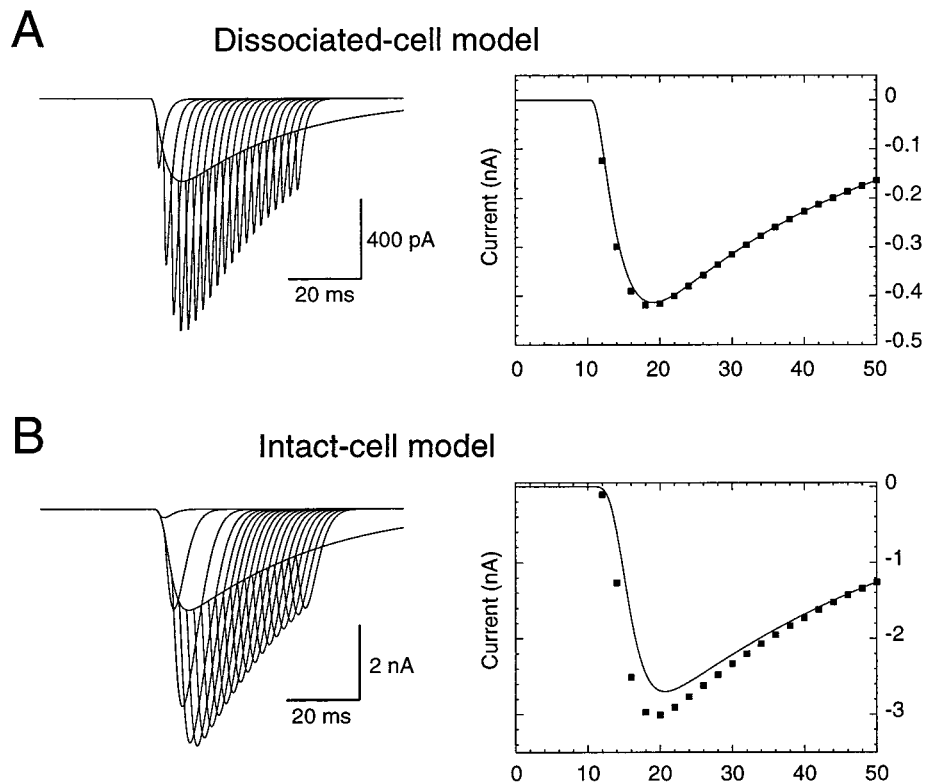 A
Dissociated-cell model
400 pA
20 ms
Current (nA)
0
-0.1
-0.2
-0.3
-0.4
-0.5
0 10 20 30 40 50
B
Intact-cell model
2 nA
20 ms
Current (nA)
0
-1
-2
-3
0 10 20 30 40 50